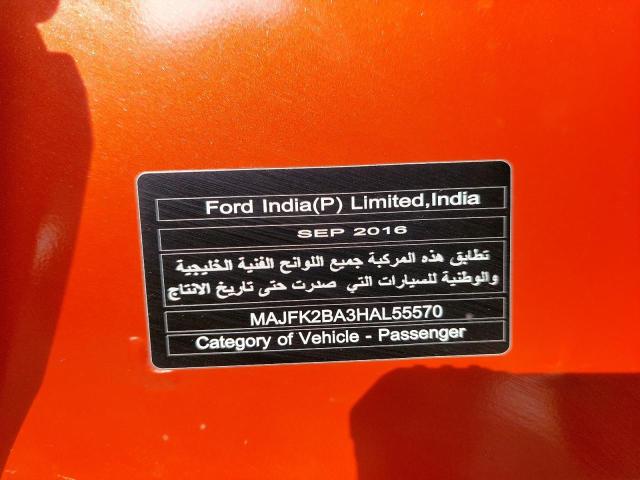 Ford India(P) Limited,India
SEP 2016
تطابق هذه المركبة جميع اللوائح الفنية الخليجية
والوطنية للسيارات التي صدرت حتى تاريخ الانتاج
MAJFK2BA3HAL55570
Category of Vehicle - Passenger